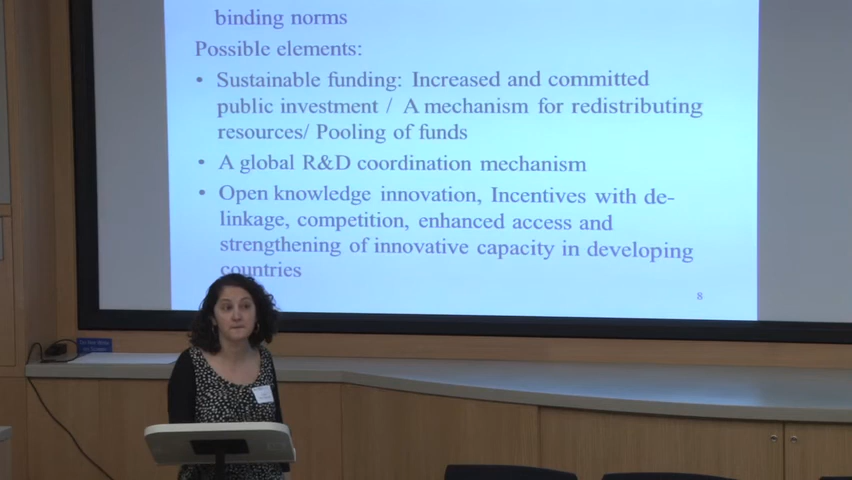 binding norms
Possible elements:
• Sustainable funding: Increased and committed
public investment / A mechanism for redistributing
resources/ Pooling of funds
• A global R&D coordination mechanism
• Open knowledge innovation, Incentives with de-
linkage, competition, enhanced access and
strengthening of innovative capacity in developing
countries
8